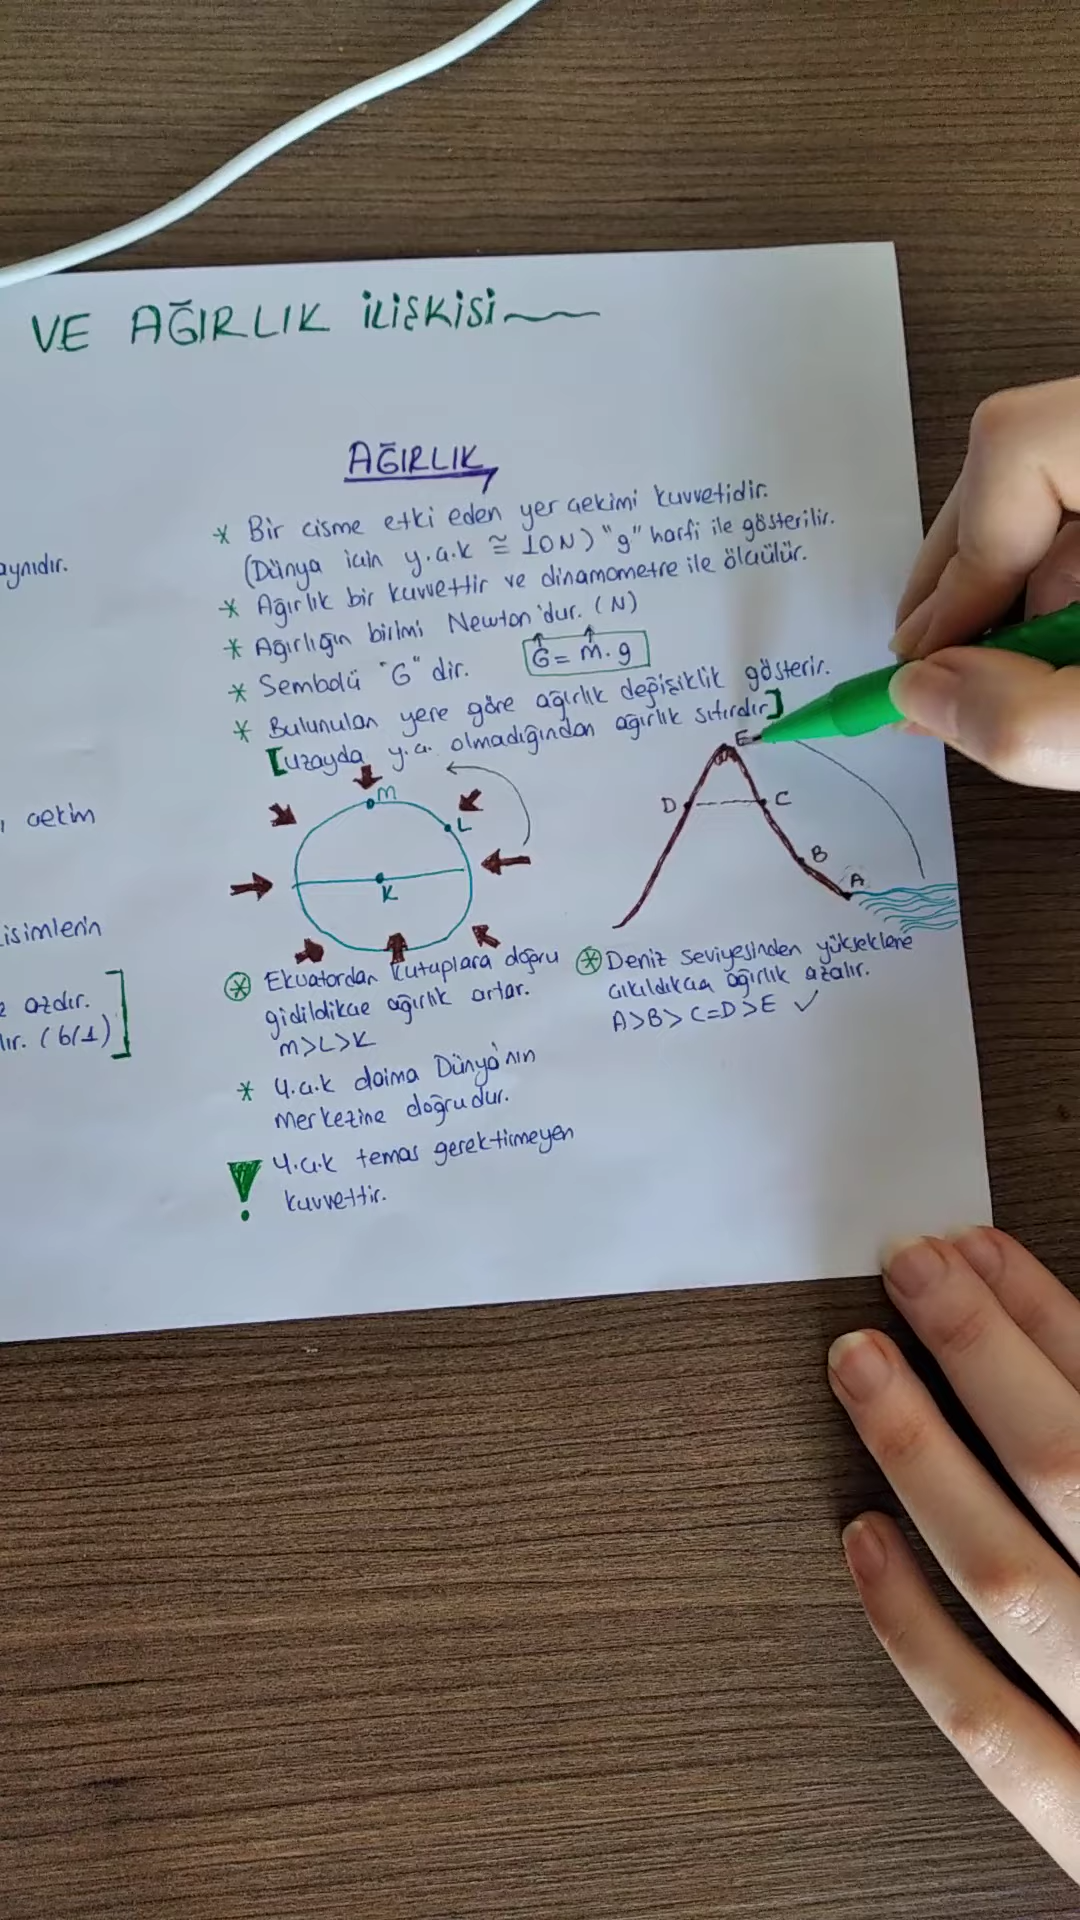 VE AĞIRLIK İLİŞKİSİ
AĞIRLIK
* Bir cisme etki eden yer çekimi kuvvetidir.
(Dünya için y.ç.k ≅ 10N) "g" harfi ile gösterilir.
* Ağırlık bir kuvvettir ve dinamometre ile ölçülür.
* Ağırlığın birimi Newton'dur. (N)
* Sembolü "G" dir.
G = m.g
* Bulunulan yere göre ağırlık değişiklik gösterir.
[uzayda y.ç. olmadığından ağırlık sıfırdır]
M
L
K
E
D
C
B
A
* Ekvatordan kutuplara doğru
gidildikçe ağırlık artar.
m>L>K
* Y.ç.k daima Dünya'nın
merkezine doğrudur.
! Y.ç.k temas gerektirmeyen
kuvvettir.
* Deniz seviyesinden yükseklere
çıkıldıkça ağırlık azalır.
A>B>C=D>E ✓
aynıdır.
çekim
cisimlerin
azdır.
(6/1)]